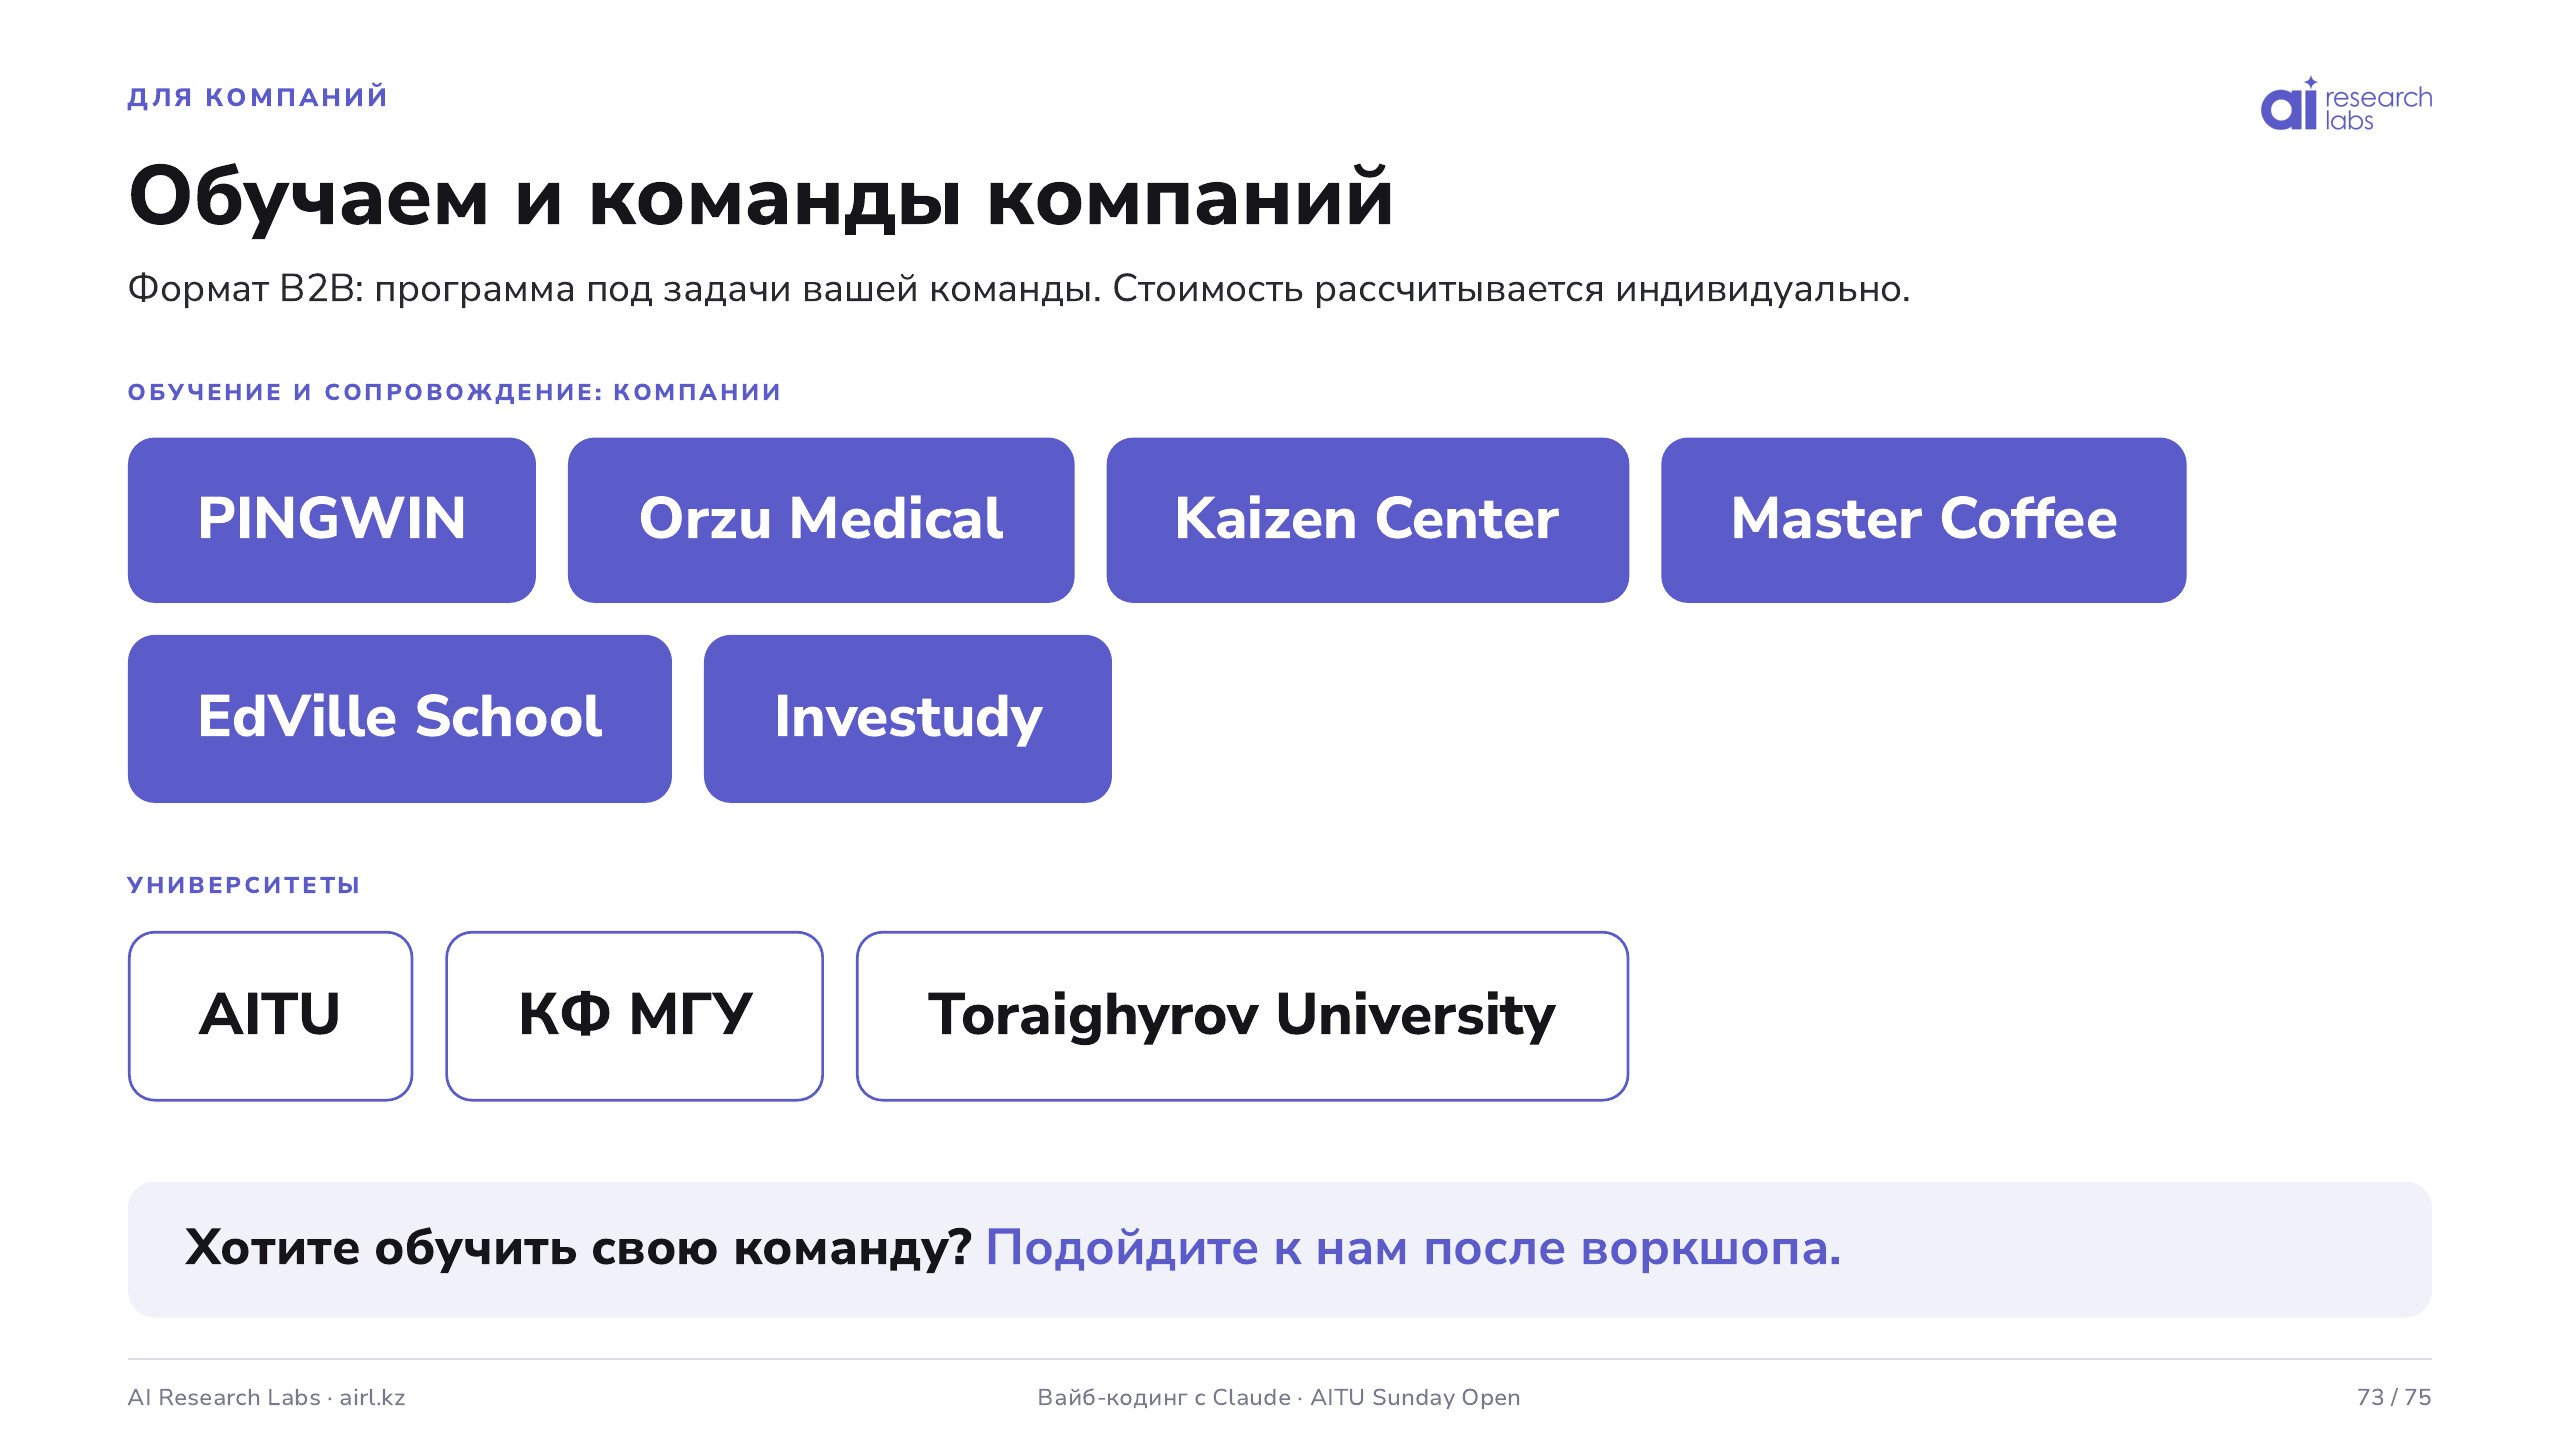 ДЛЯ КОМПАНИЙ
ai research labs
Обучаем и команды компаний
Формат B2B: программа под задачи вашей команды. Стоимость рассчитывается индивидуально.
ОБУЧЕНИЕ И СОПРОВОЖДЕНИЕ: КОМПАНИИ
PINGWIN
Orzu Medical
Kaizen Center
Master Coffee
EdVille School
Investudy
УНИВЕРСИТЕТЫ
AITU
КФ МГУ
Toraighyrov University
Хотите обучить свою команду? Подойдите к нам после воркшопа.
AI Research Labs · airl.kz
Вайб-кодинг с Claude · AITU Sunday Open
73 / 75